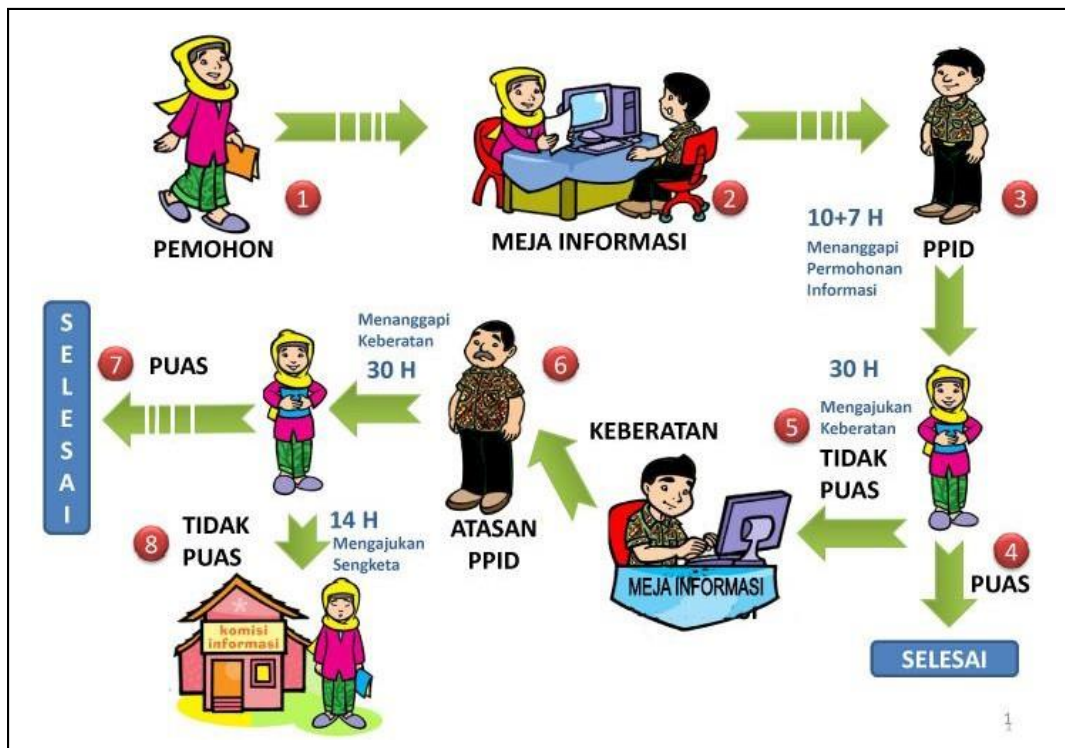 1
PEMOHON
2
MEJA INFORMASI
3
PPID
10+7 H
Menanggapi
Permohonan
Informasi
30 H
Mengajukan
Keberatan
5
TIDAK
PUAS
4
PUAS
SELESAI
KEBERATAN
MEJA INFORMASI
6
ATASAN
PPID
Menanggapi
Keberatan
30 H
7
PUAS
SELESAI
8
TIDAK
PUAS
14 H
Mengajukan
Sengketa
komisi
informasi
1